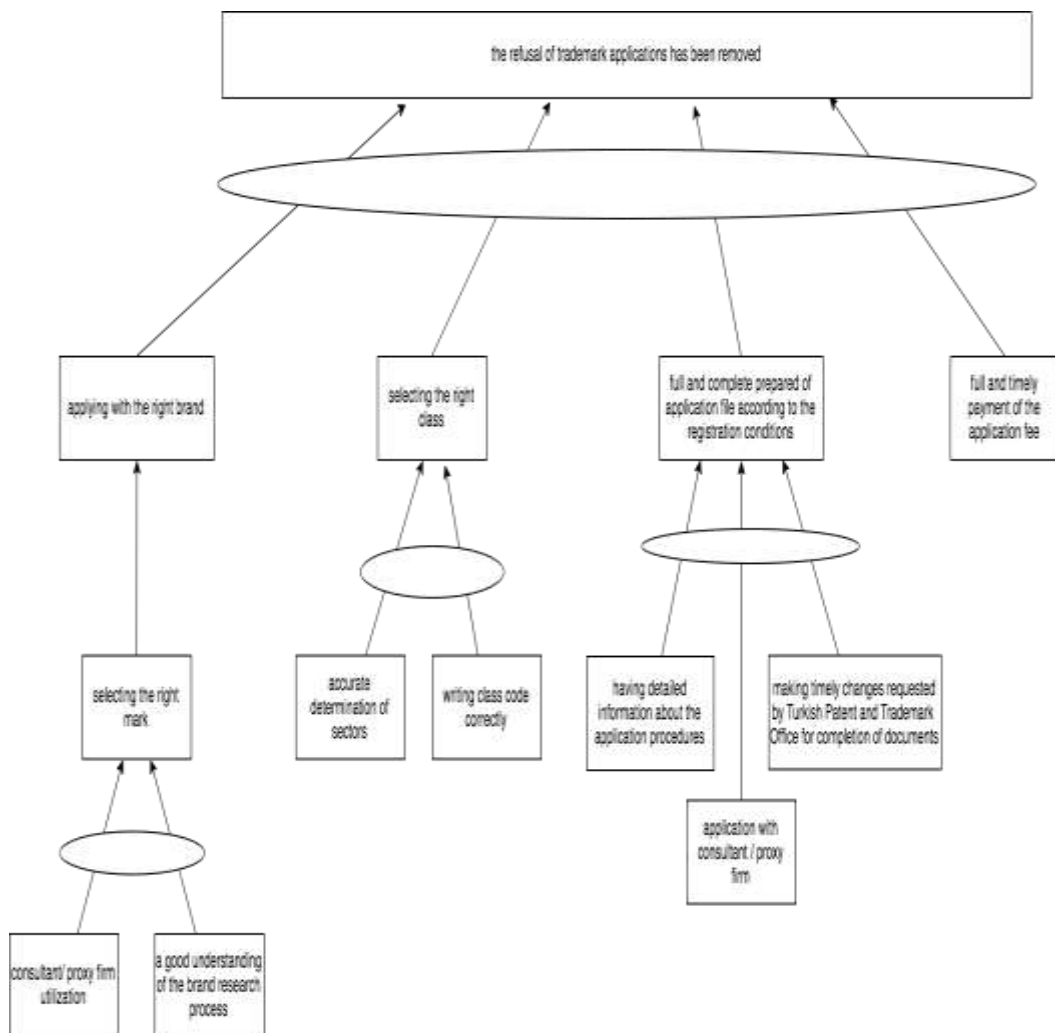 the refusal of trademark applications has been removed
applying with the right brand
selecting the right
class
full and complete prepared of
application file according to the
registration conditions
full and timely
payment of the
application fee
selecting the right
mark
accurate
determination of
sectors
writing class code
correctly
having detailed
information about the
application procedures
making timely changes requested
by Turkish Patent and Trademark
Office for completion of documents
application with
consultant / proxy
firm
consultant/ proxy firm
utilization
a good understanding
of the brand research
process